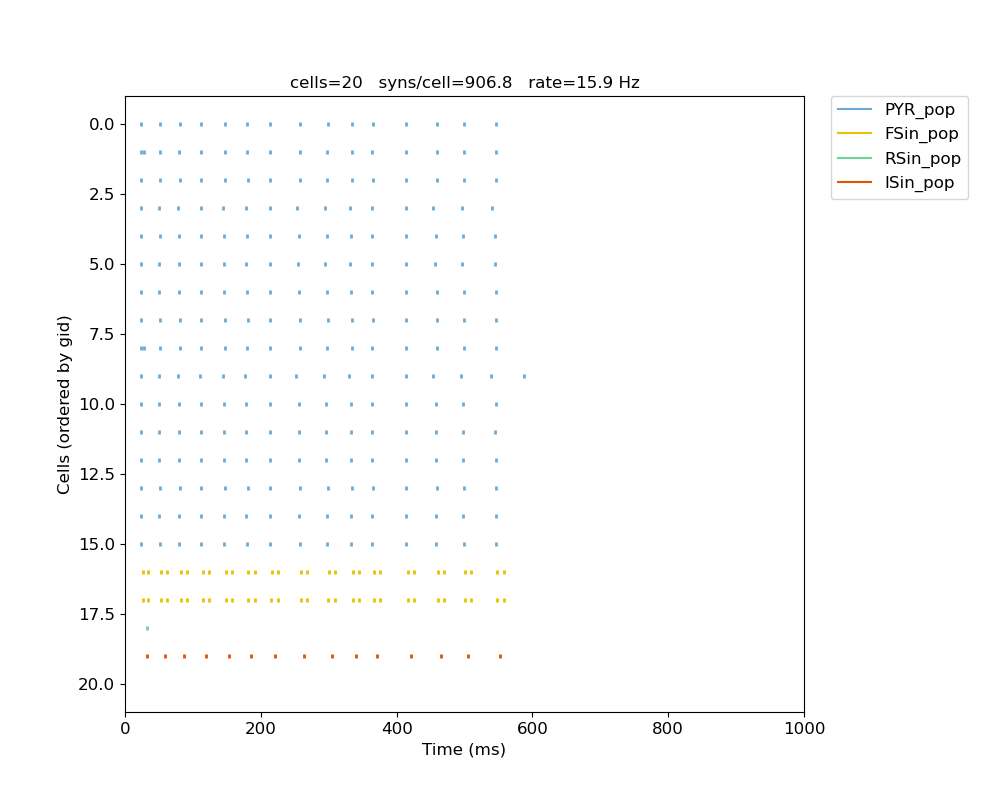 cells=20   syns/cell=906.8   rate=15.9 Hz
PYR_pop
FSin_pop
RSin_pop
ISin_pop
Cells (ordered by gid)
0.0
2.5
5.0
7.5
10.0
12.5
15.0
17.5
20.0
0
200
400
600
800
1000
Time (ms)